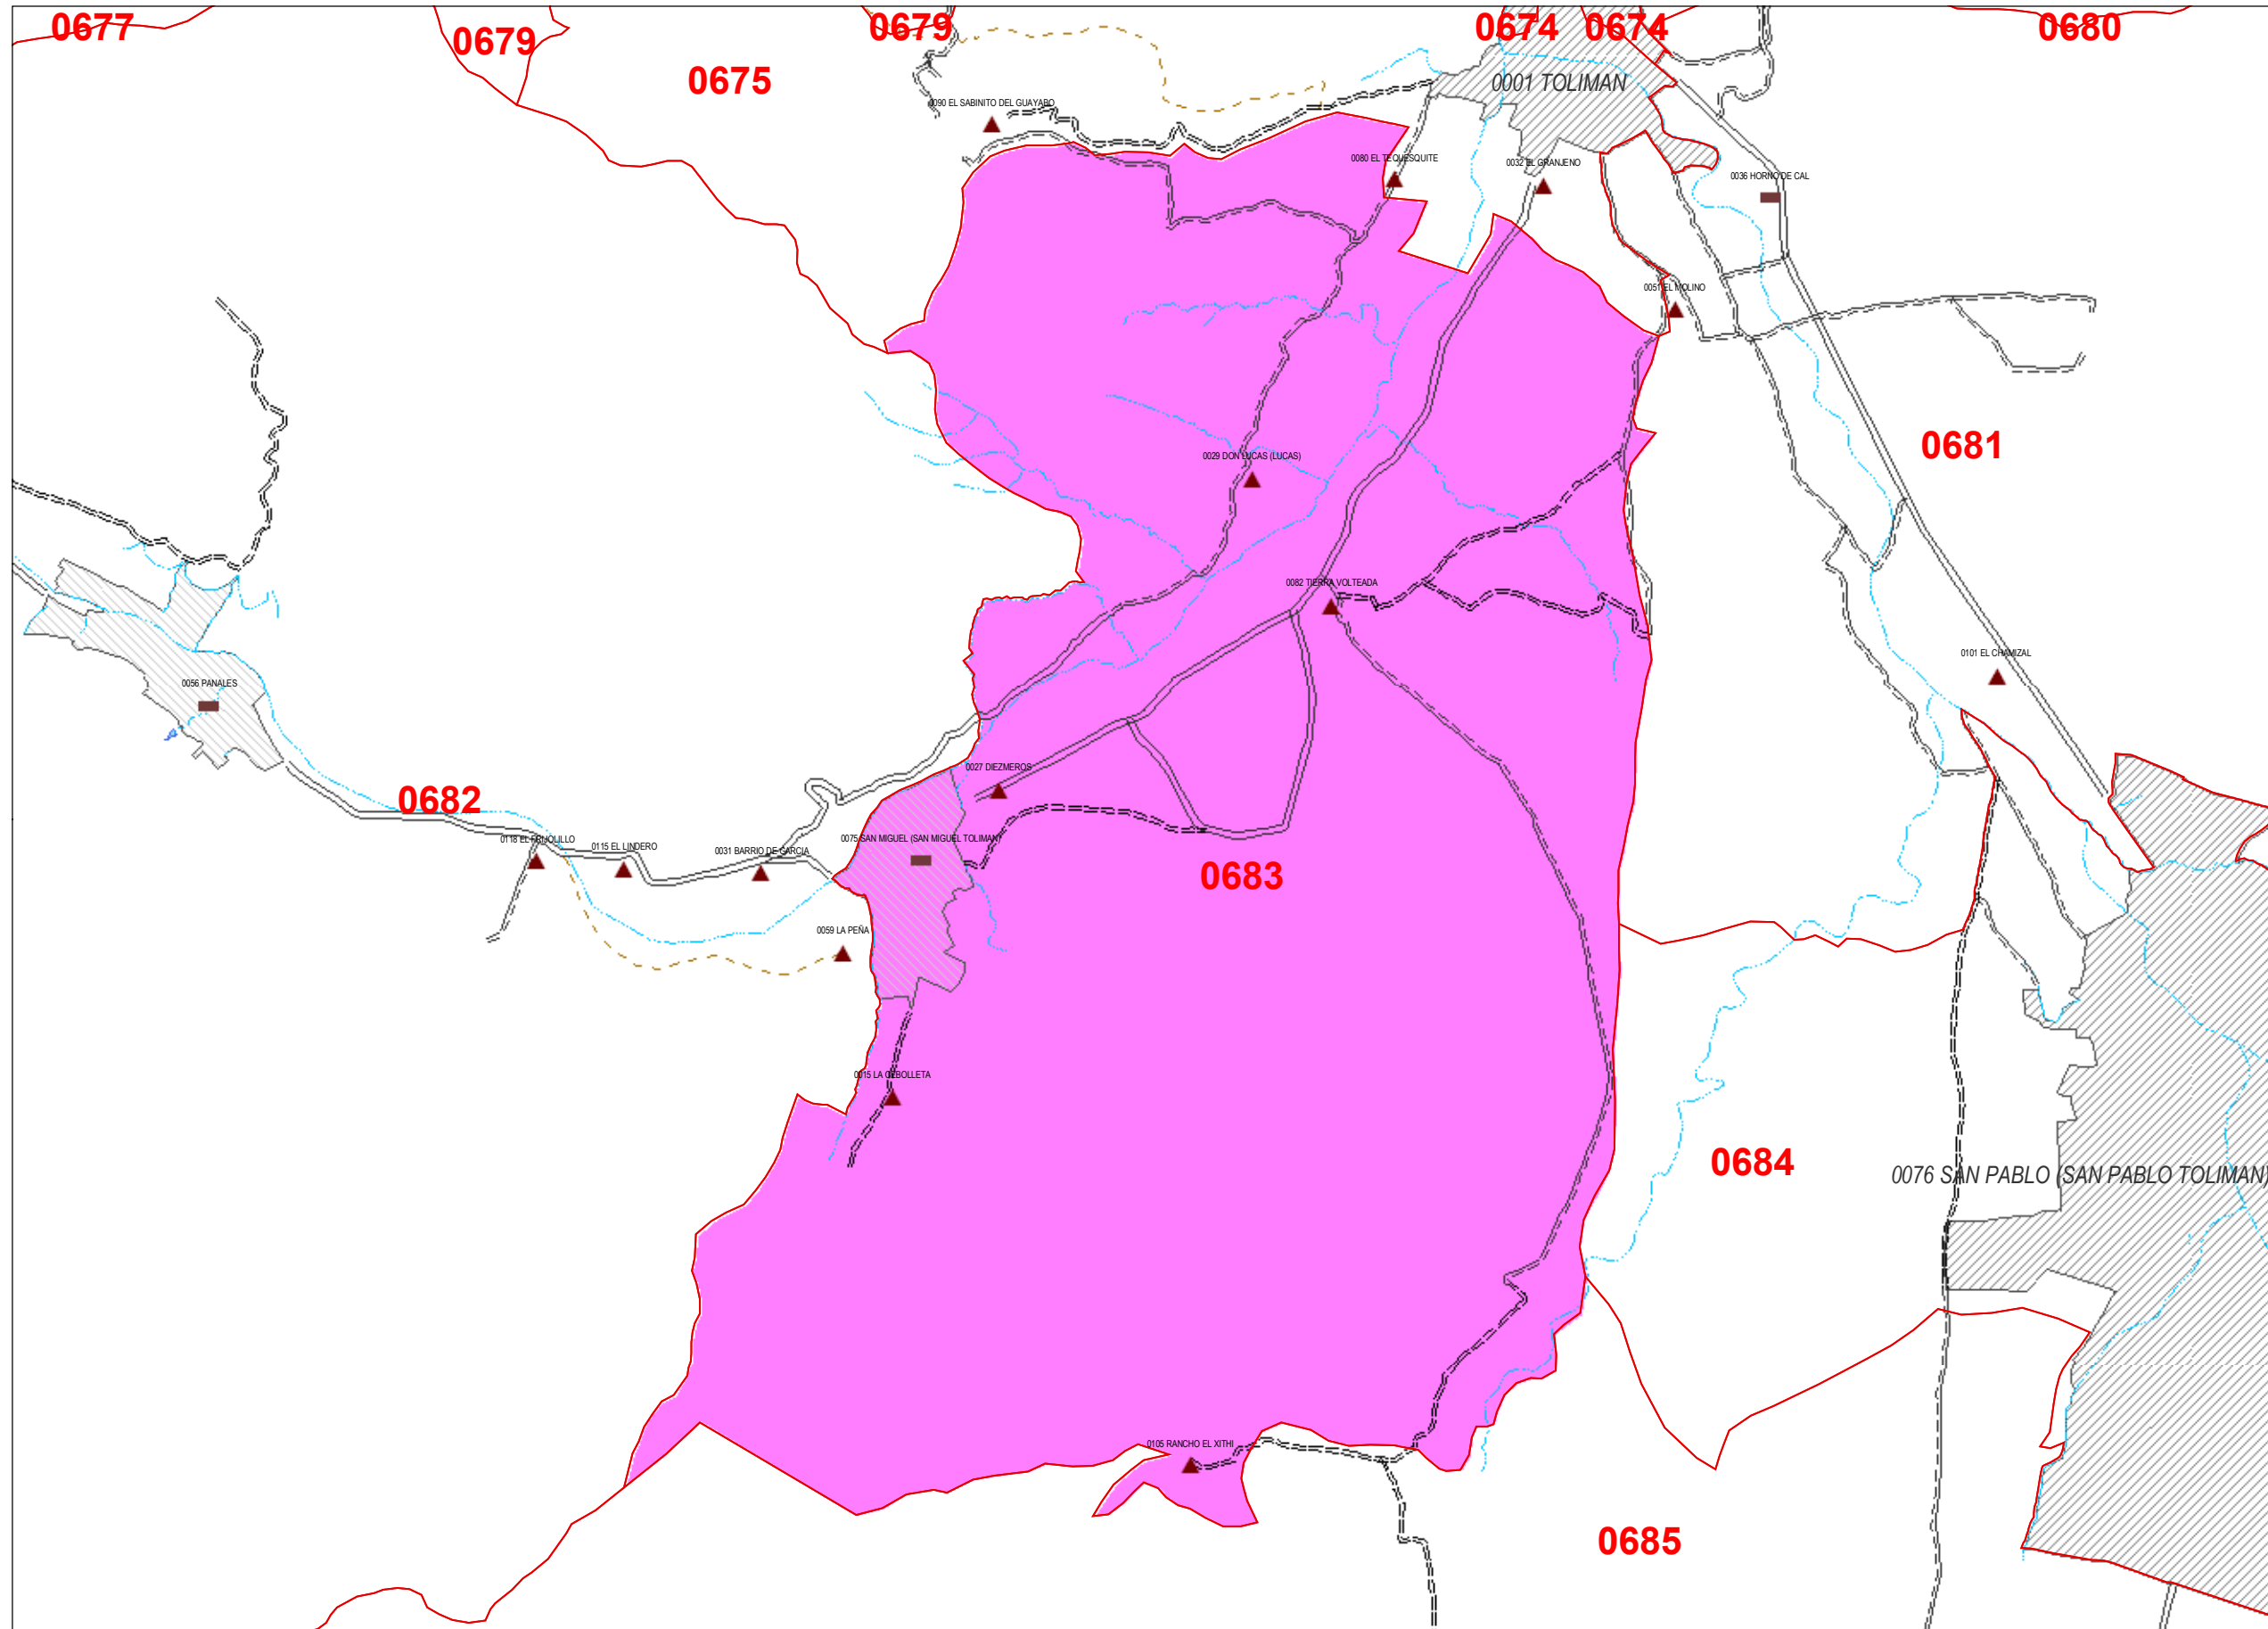 0677
0679
0679
0674
0674
0680
0675
0001 TOLIMAN
0090 EL SABINITO DEL GUAYABO
0080 EL TEQUESQUITE
0032 EL GRANJENO
0036 HORNO DE CAL
0051 EL MOLINO
0681
0029 DON LUCAS (LUCAS)
0082 TIERRA VOLTEADA
0101 EL CHAMIZAL
0056 PANALES
0027 DIEZMEROS
0682
0118 EL FRIJOLILLO
0115 EL LINDERO
0031 BARRIO DE GARCIA
0075 SAN MIGUEL (SAN MIGUEL TOLIMAN)
0683
0059 LA PEÑA
0015 LA CEBOLLETA
0684
0076 SAN PABLO (SAN PABLO TOLIMAN)
0105 RANCHO EL XITHI
0685